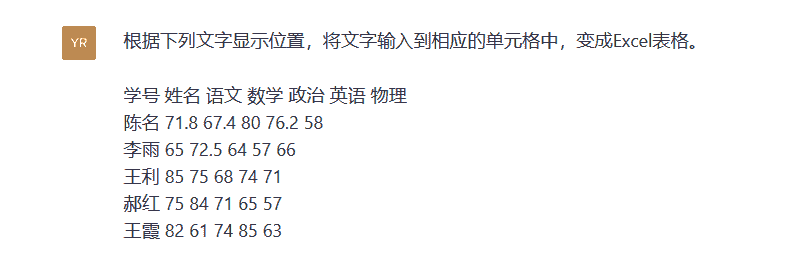 YR
根据下列文字显示位置，将文字输入到相应的单元格中，变成Excel表格。
学号 姓名 语文 数学 政治 英语 物理
陈名 71.8 67.4 80 76.2 58
李雨 65 72.5 64 57 66
王利 85 75 68 74 71
郝红 75 84 71 65 57
王霞 82 61 74 85 63